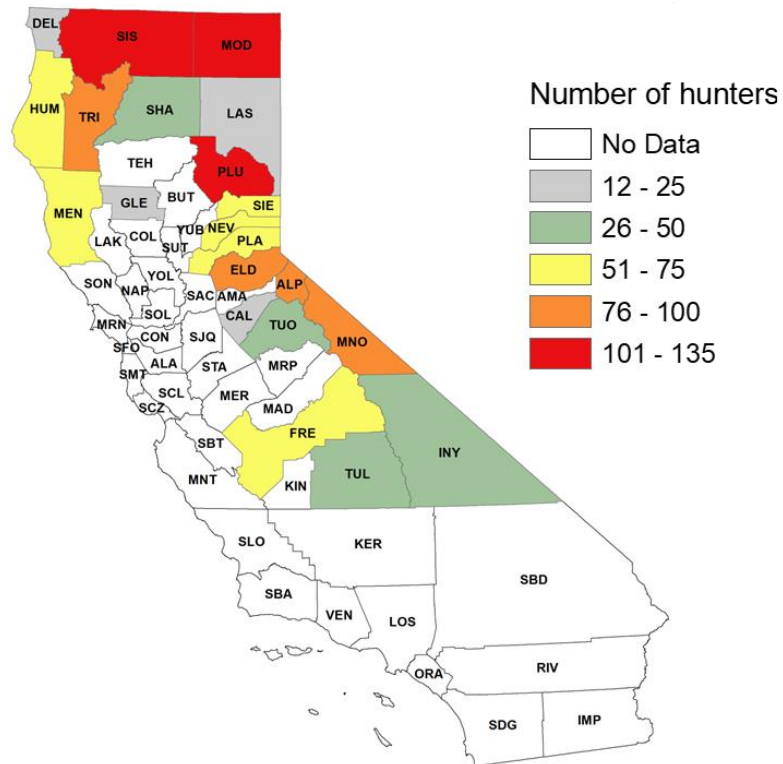 DEL
SIS
MOD
HUM
TRI
SHA
LAS
TEH
PLU
MEN
GLE
BUT
SIE
LAK
COL
YUB
NEV
SUT
PLA
SON
NAP
YOL
ELD
SAC
AMA
ALP
MRN
SOL
CAL
TUO
MNO
SFO
CON
SJQ
ALA
SMT
STA
MRP
SCL
MER
SCZ
MAD
SBT
FRE
INY
MNT
KIN
TUL
SLO
KER
SBD
SBA
VEN
LOS
ORA
RIV
SDG
IMP
Number of hunters
No Data
12 - 25
26 - 50
51 - 75
76 - 100
101 - 135